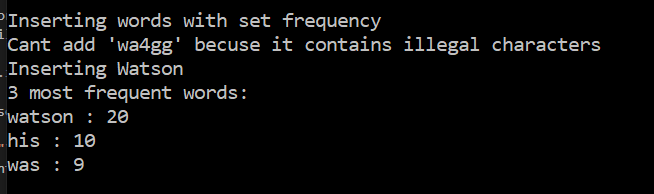 Inserting words with set frequency
Cant add 'wa4gg' becuse it contains illegal characters
Inserting Watson
3 most frequent words:
watson : 20
his : 10
was : 9